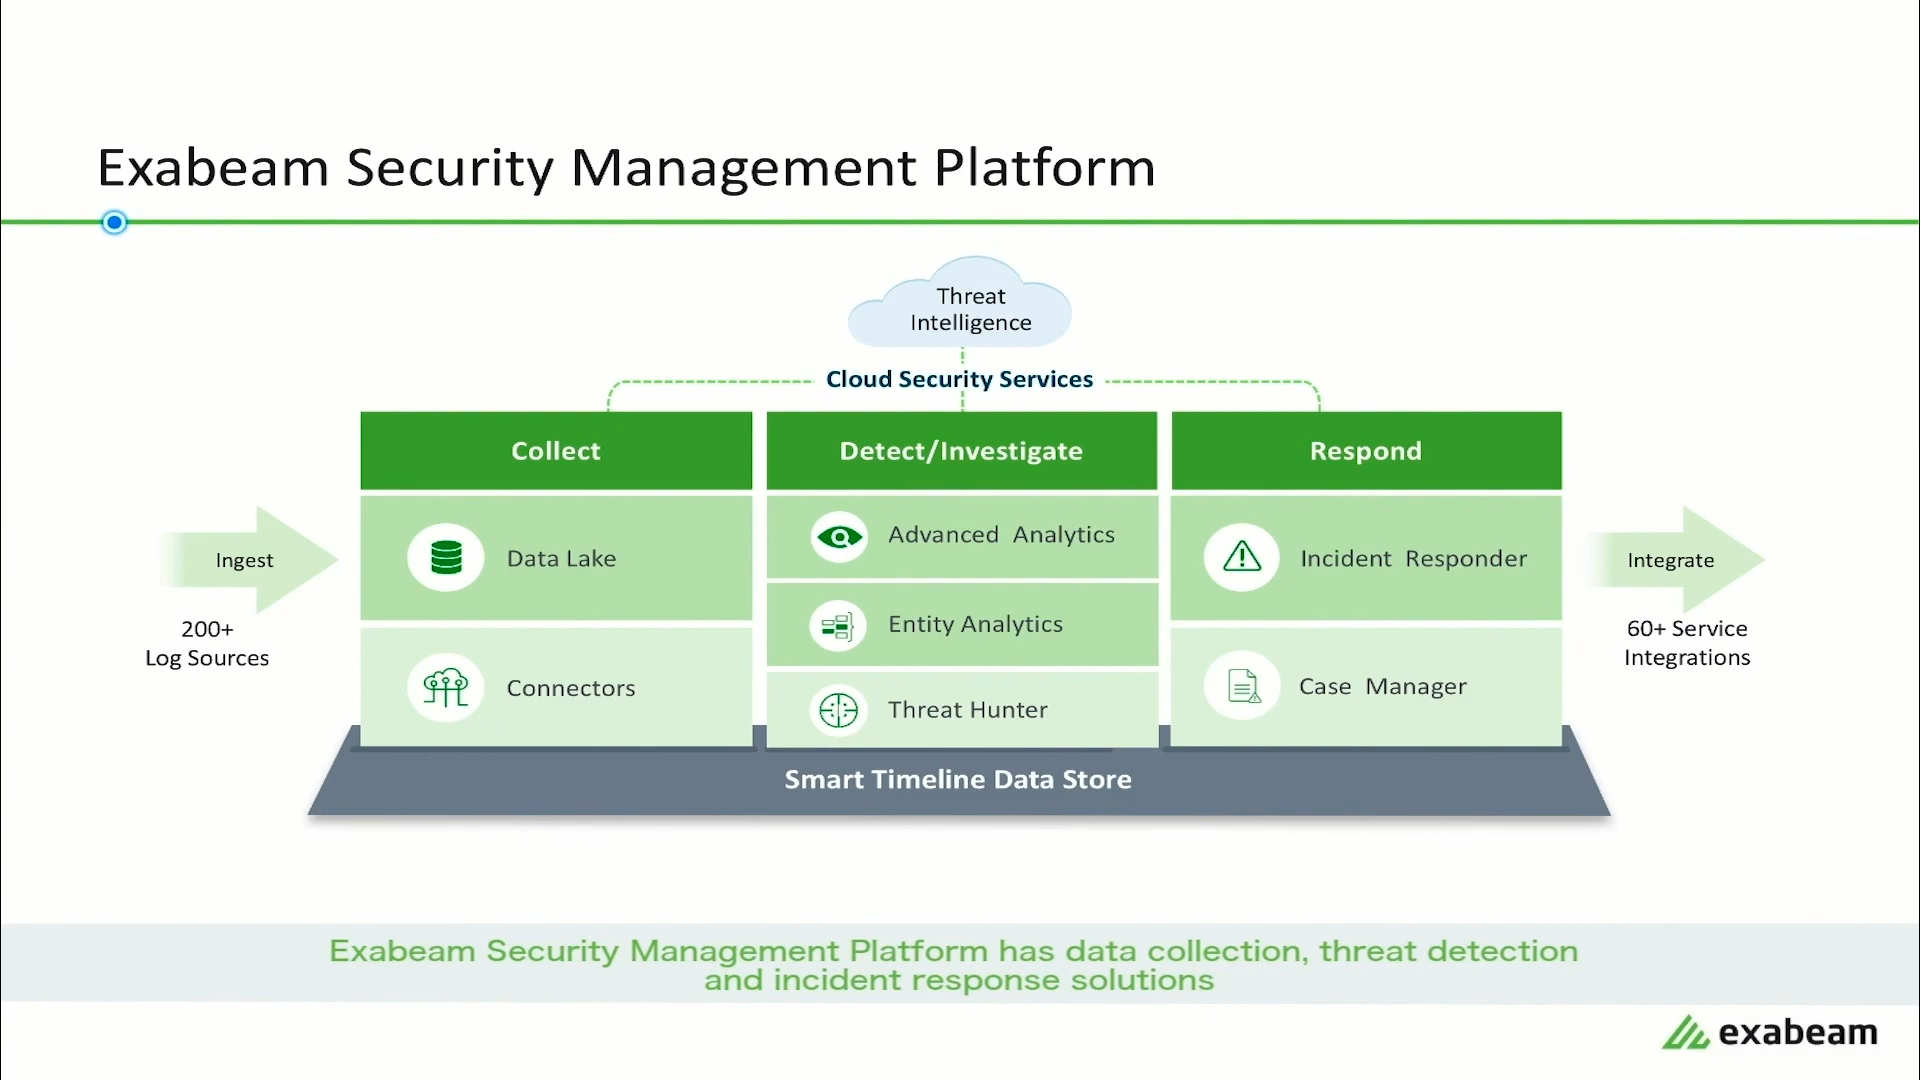 Exabeam Security Management Platform
Threat
Intelligence
Cloud Security Services
Collect
Detect/Investigate
Respond
Ingest
200+
Log Sources
Data Lake
Connectors
Advanced Analytics
Entity Analytics
Threat Hunter
Incident Responder
Case Manager
Integrate
60+ Service
Integrations
Smart Timeline Data Store
Exabeam Security Management Platform has data collection, threat detection
and incident response solutions
exabeam